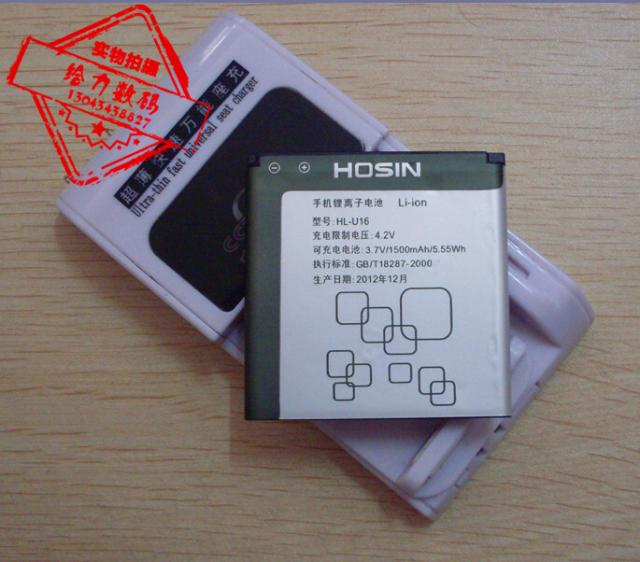 实物拍摄
给力数码
13043438827
超薄快速万能座充
Ultra-thin fast universal seat charger
HOSIN
手机锂离子电池 Li-ion
型号: HL-U16
充电限制电压: 4.2V
可充电电池: 3.7V/1500mAh/5.55Wh
执行标准: GB/T18287-2000
生产日期: 2012年12月